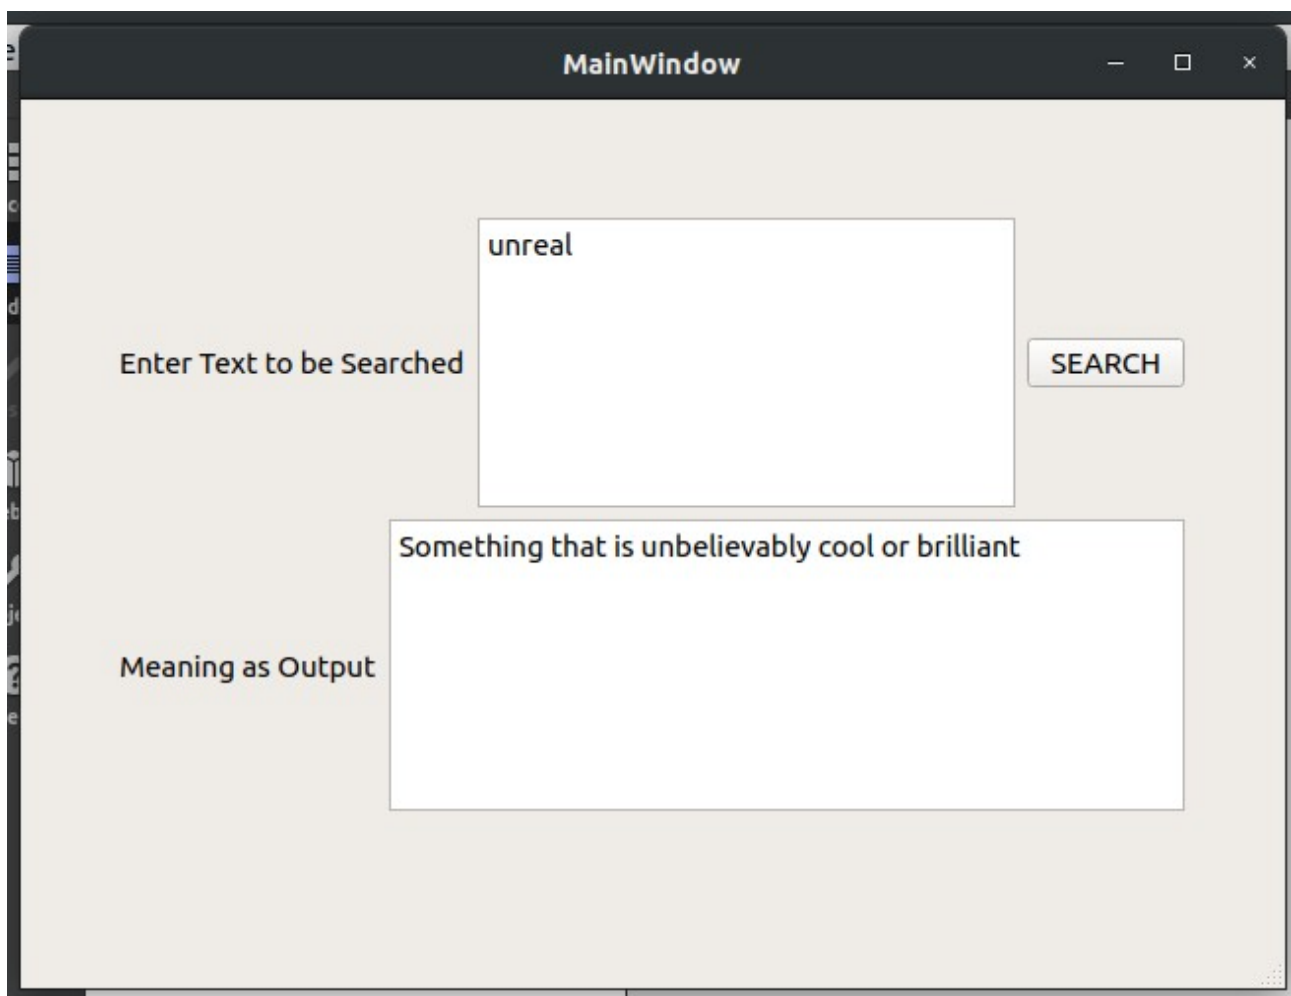 MainWindow
unreal
Enter Text to be Searched
SEARCH
Something that is unbelievably cool or brilliant
Meaning as Output